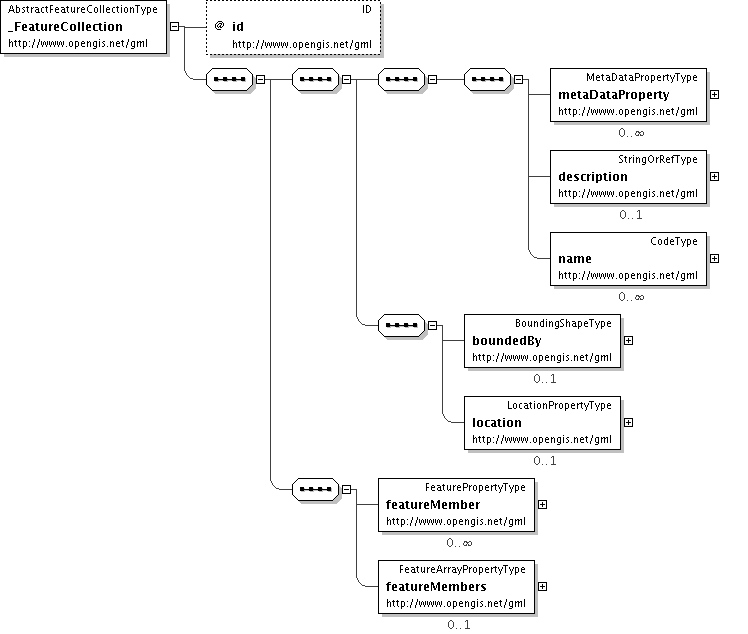 AbstractFeatureCollectionType
_FeatureCollection
http://www.opengis.net/gml
ID
@ id
http://www.opengis.net/gml
MetaDataPropertyType
metaDataProperty
http://www.opengis.net/gml
0..∞
StringOrRefType
description
http://www.opengis.net/gml
0..1
CodeType
name
http://www.opengis.net/gml
0..∞
BoundingShapeType
boundedBy
http://www.opengis.net/gml
0..1
LocationPropertyType
location
http://www.opengis.net/gml
0..1
FeaturePropertyType
featureMember
http://www.opengis.net/gml
0..∞
FeatureArrayPropertyType
featureMembers
http://www.opengis.net/gml
0..1